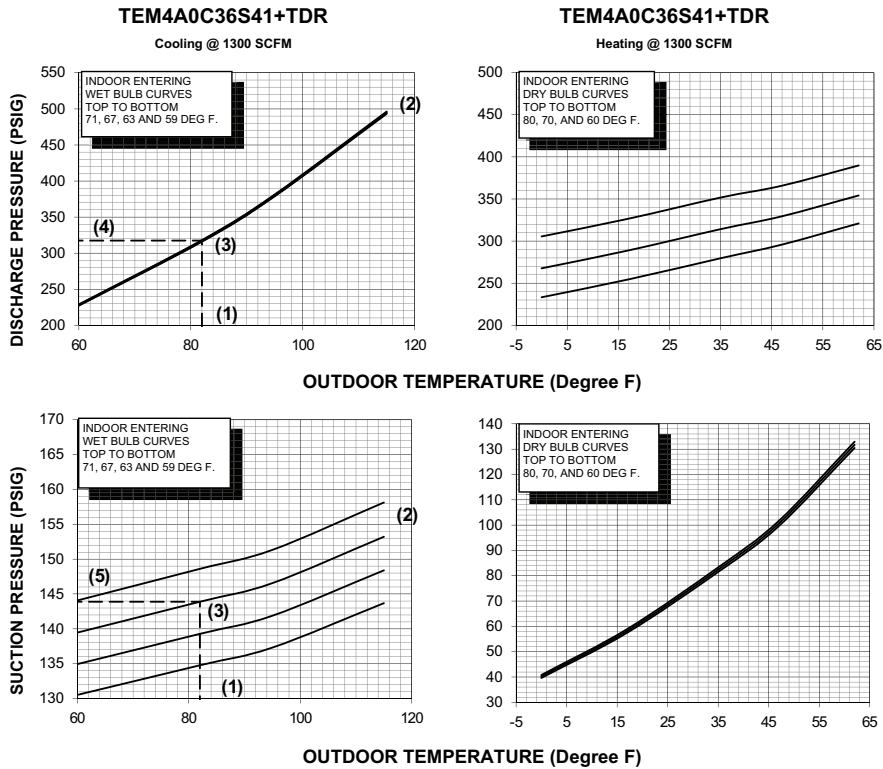 TEM4A0C36S41+TDR
Cooling @ 1300 SCFM
DISCHARGE PRESSURE (PSIG)
550
500
450
400
350
300
250
200
INDOOR ENTERING
WET BULB CURVES
TOP TO BOTTOM
71, 67, 63 AND 59 DEG F.
(2)
(4)
(3)
(1)
60 80 100 120
TEM4A0C36S41+TDR
Heating @ 1300 SCFM
500
450
400
350
300
250
200
INDOOR ENTERING
DRY BULB CURVES
TOP TO BOTTOM
80, 70, AND 60 DEG F.
-5 5 15 25 35 45 55 65
OUTDOOR TEMPERATURE (Degree F)
SUCTION PRESSURE (PSIG)
170
165
160
155
150
145
140
135
130
INDOOR ENTERING
WET BULB CURVES
TOP TO BOTTOM
71, 67, 63 AND 59 DEG F.
(2)
(5)
(3)
(1)
60 80 100 120
140
130
120
110
100
90
80
70
60
50
40
30
INDOOR ENTERING
DRY BULB CURVES
TOP TO BOTTOM
80, 70, AND 60 DEG F.
-5 5 15 25 35 45 55 65
OUTDOOR TEMPERATURE (Degree F)